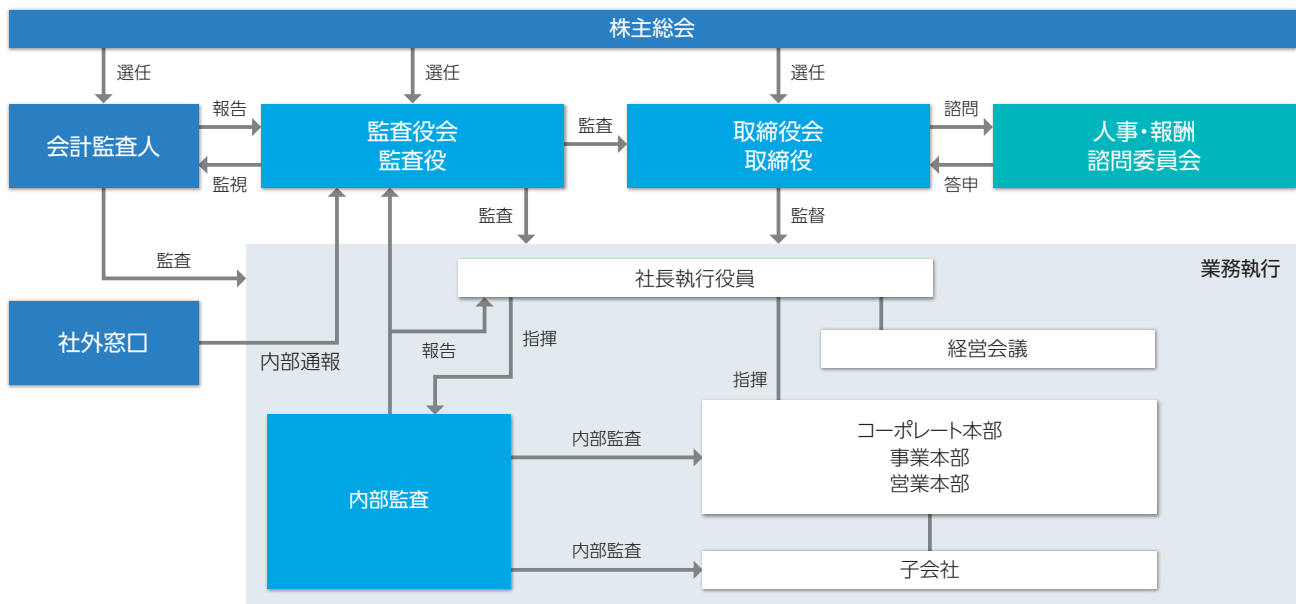 株主総会
選任
選任
選任
会計監査人
報告
監視
監査役会
監査役
監査
取締役会
取締役
諮問
答申
人事・報酬
諮問委員会
監査
監査
監督
業務執行
社長執行役員
社外窓口
内部通報
報告
指揮
経営会議
指揮
内部監査
内部監査
コーポレート本部
事業本部
営業本部
内部監査
子会社